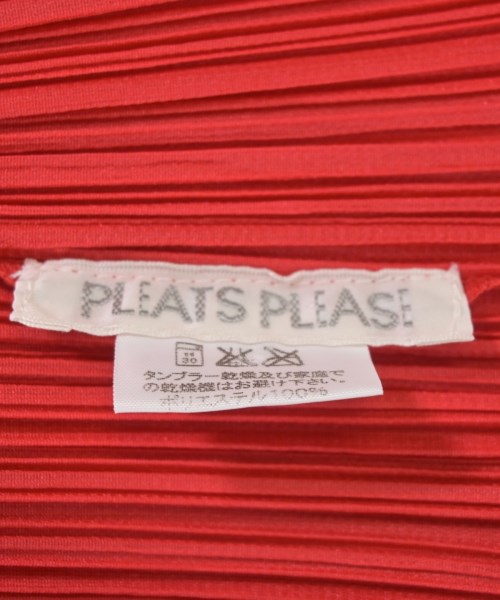 PLEATS PLEASE
30
タンブラー乾燥及び家庭で
の乾燥機はお避け下さい。
ポリエステル100%